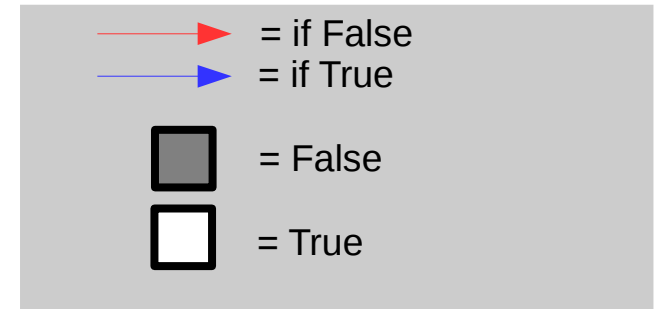 = if False
= if True
= False
= True